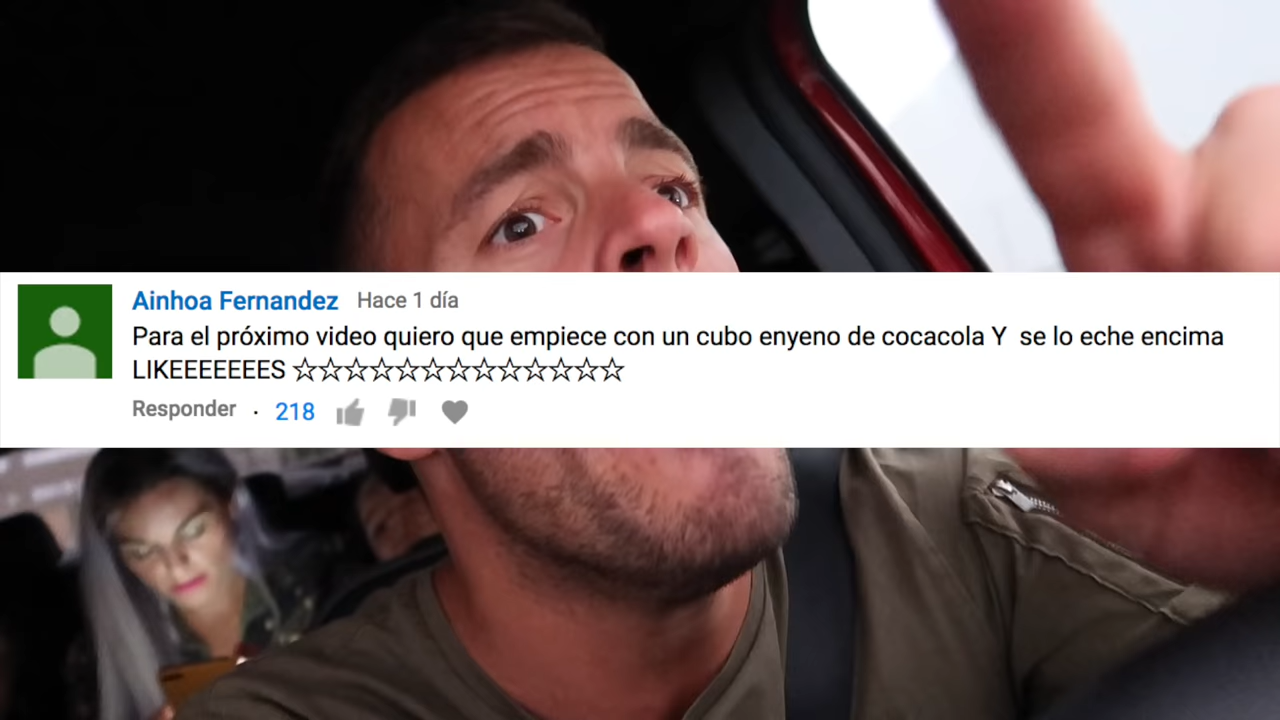 Ainhoa Fernandez Hace 1 día
Para el próximo video quiero que empiece con un cubo enyeno de cocacola Y  se lo eche encima
LIKEEEEEEES ☆☆☆☆☆☆☆☆☆☆☆☆☆
Responder · 218